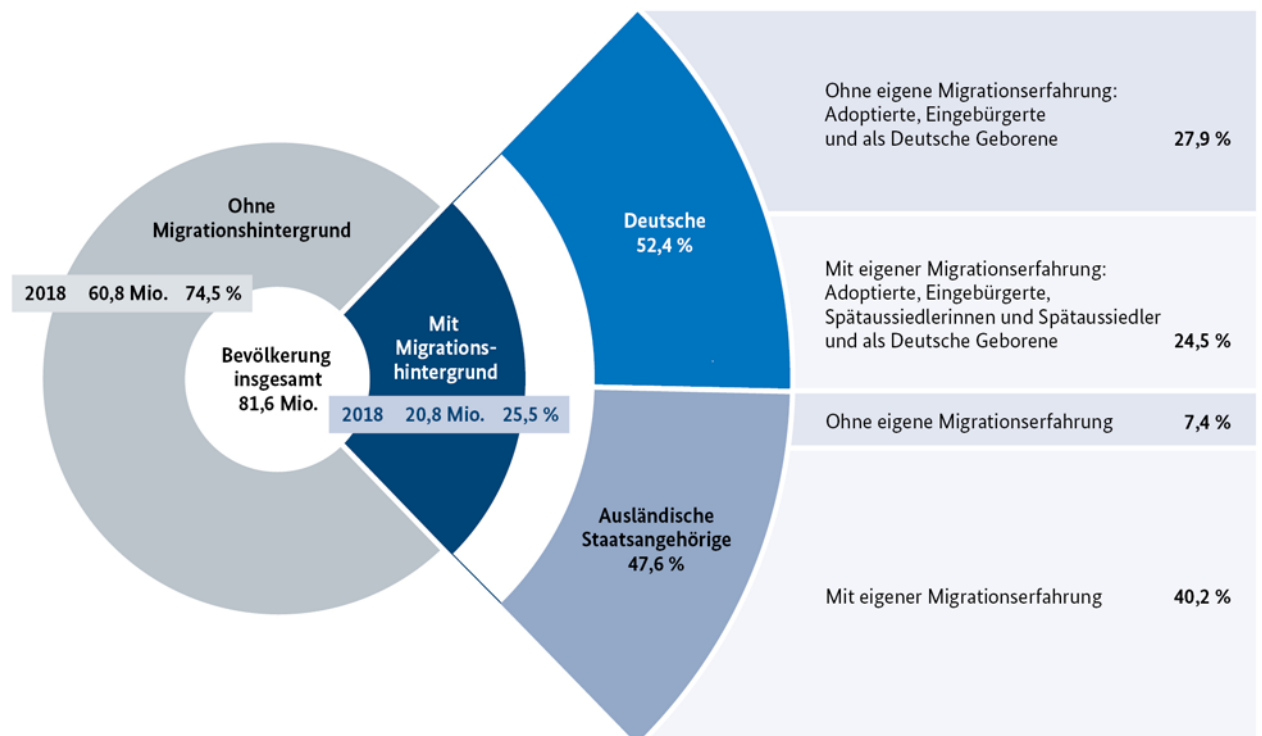 Ohne
Migrationshintergrund
2018 60,8 Mio. 74,5 %
Bevölkerung
insgesamt
81,6 Mio.
Mit
Migrations-
hintergrund
2018 20,8 Mio. 25,5 %
Deutsche
52,4 %
Ausländische
Staatsangehörige
47,6 %
Ohne eigene Migrationserfahrung:
Adoptierte, Eingebürgerte
und als Deutsche Geborene 27,9 %
Mit eigener Migrationserfahrung:
Adoptierte, Eingebürgerte,
Spätaussiedlerinnen und Spätaussiedler
und als Deutsche Geborene 24,5 %
Ohne eigene Migrationserfahrung 7,4 %
Mit eigener Migrationserfahrung 40,2 %